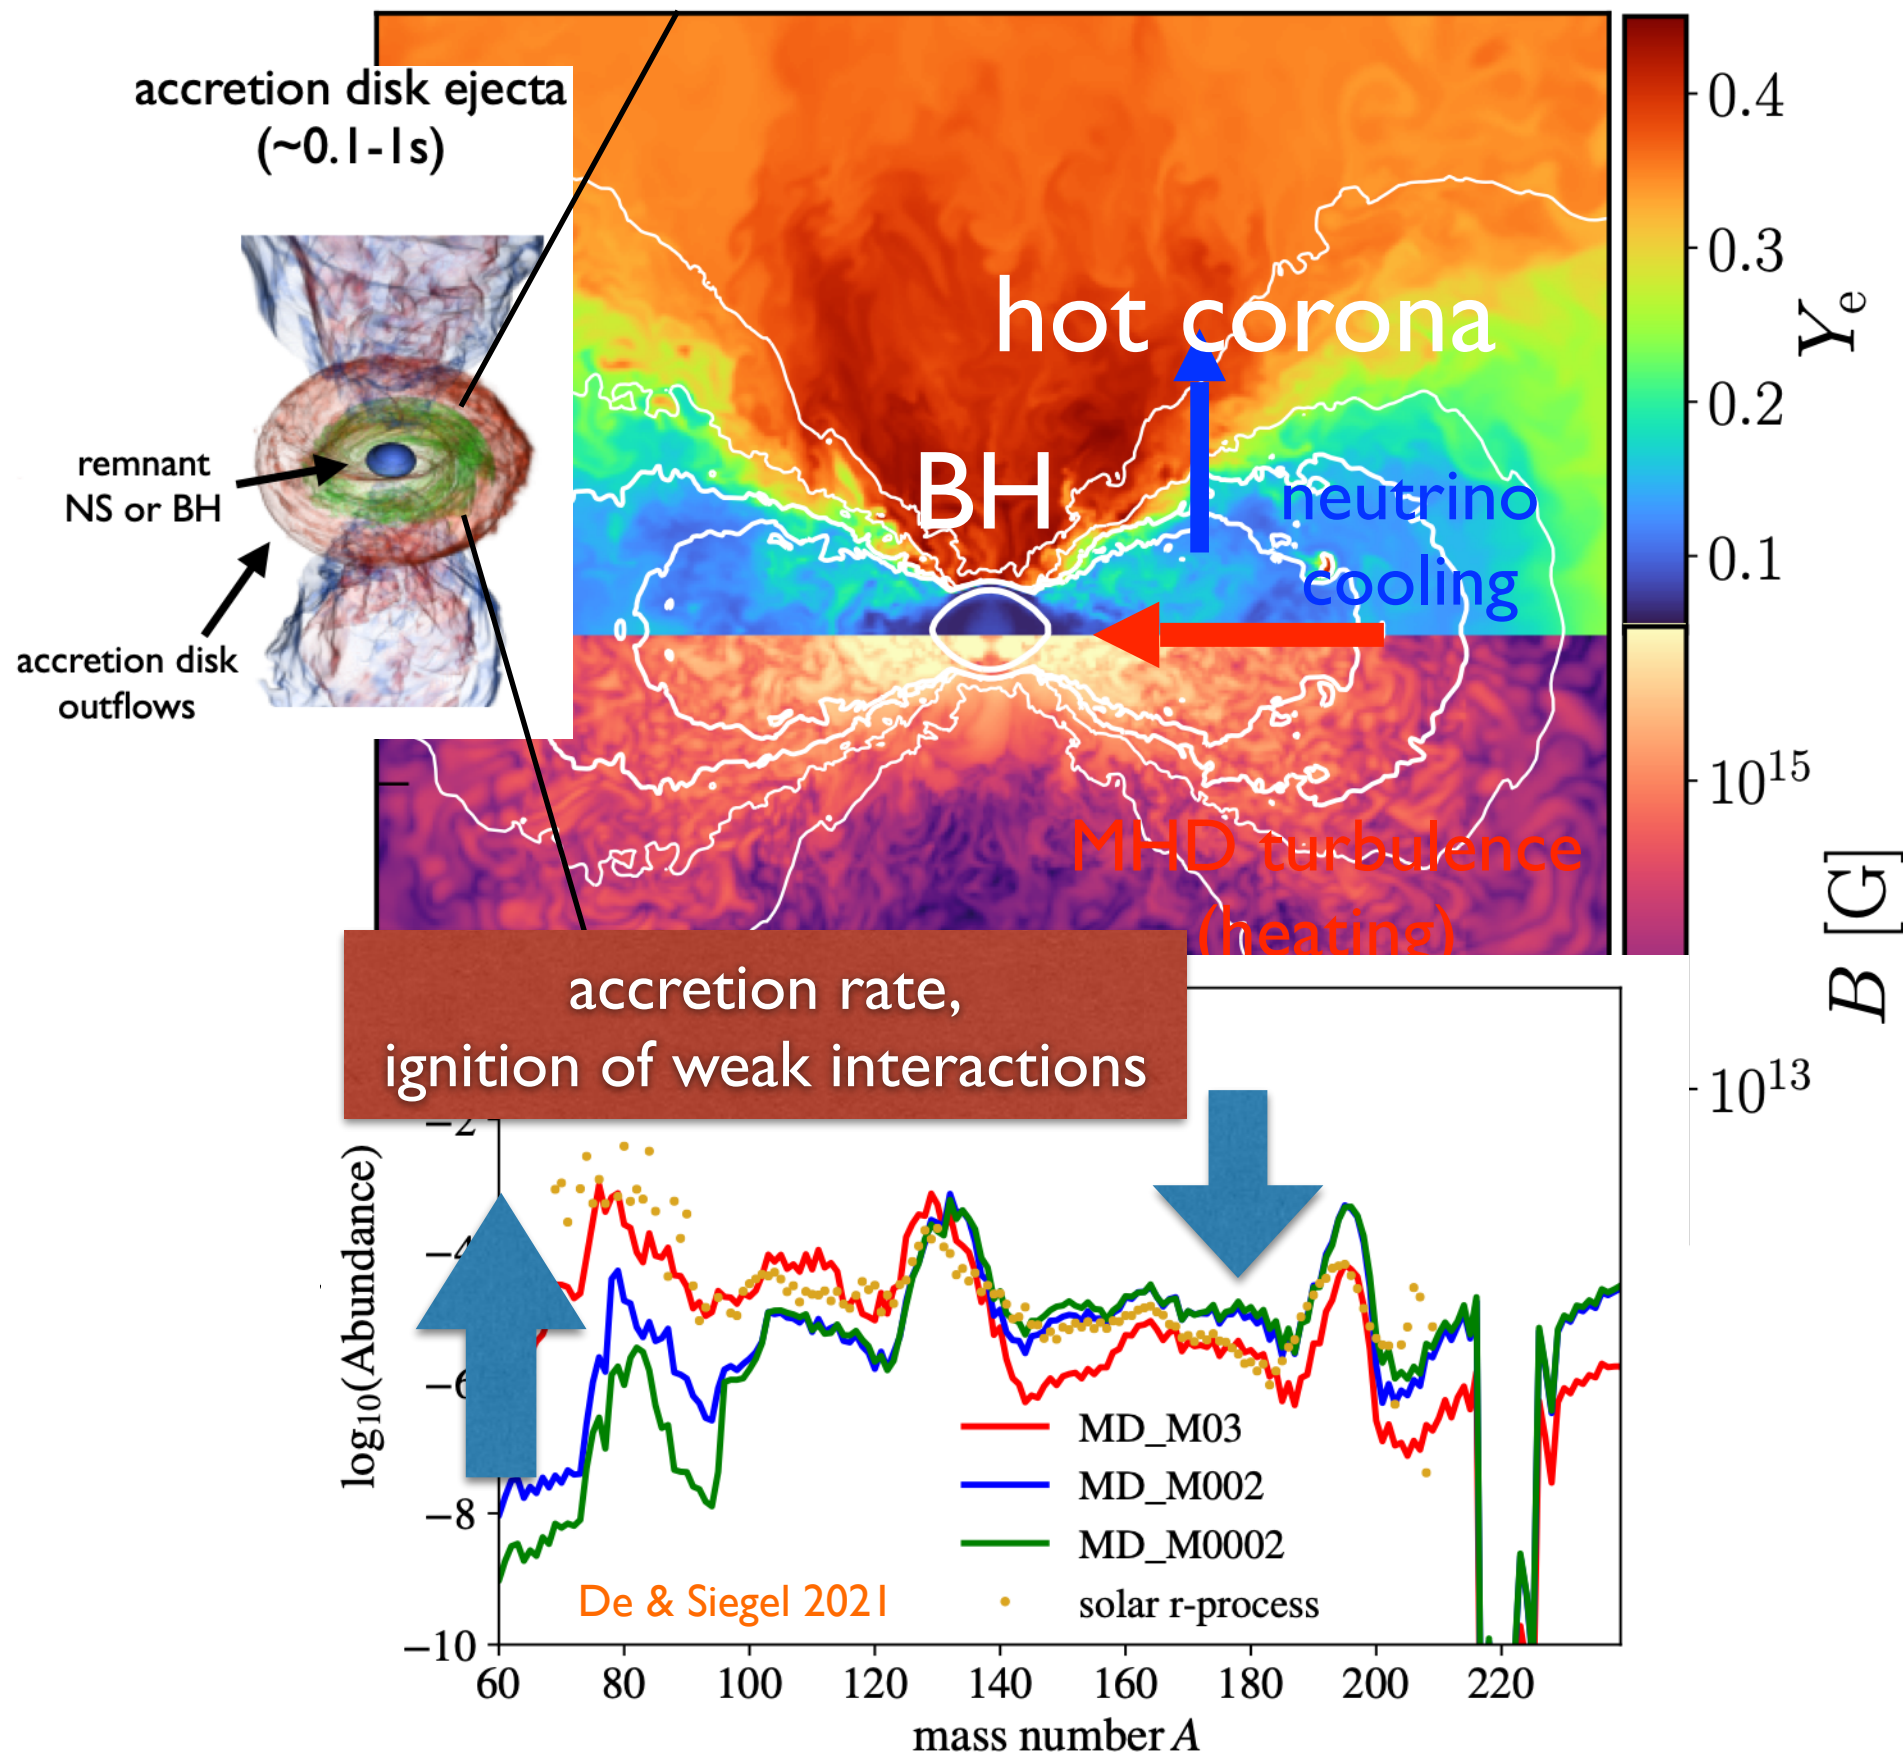 accretion disk ejecta
(~0.1-1s)
remnant
NS or BH
accretion disk
outflows
hot corona
BH
neutrino
cooling
MHD turbulence
(heating)
0.4
0.3
0.2
0.1
Y_e
10^15
10^13
B [G]
accretion rate,
ignition of weak interactions
log_10(Abundance)
−2
−4
−6
−8
−10
MD_M03
MD_M002
MD_M0002
solar r-process
De & Siegel 2021
60 80 100 120 140 160 180 200 220
mass number A